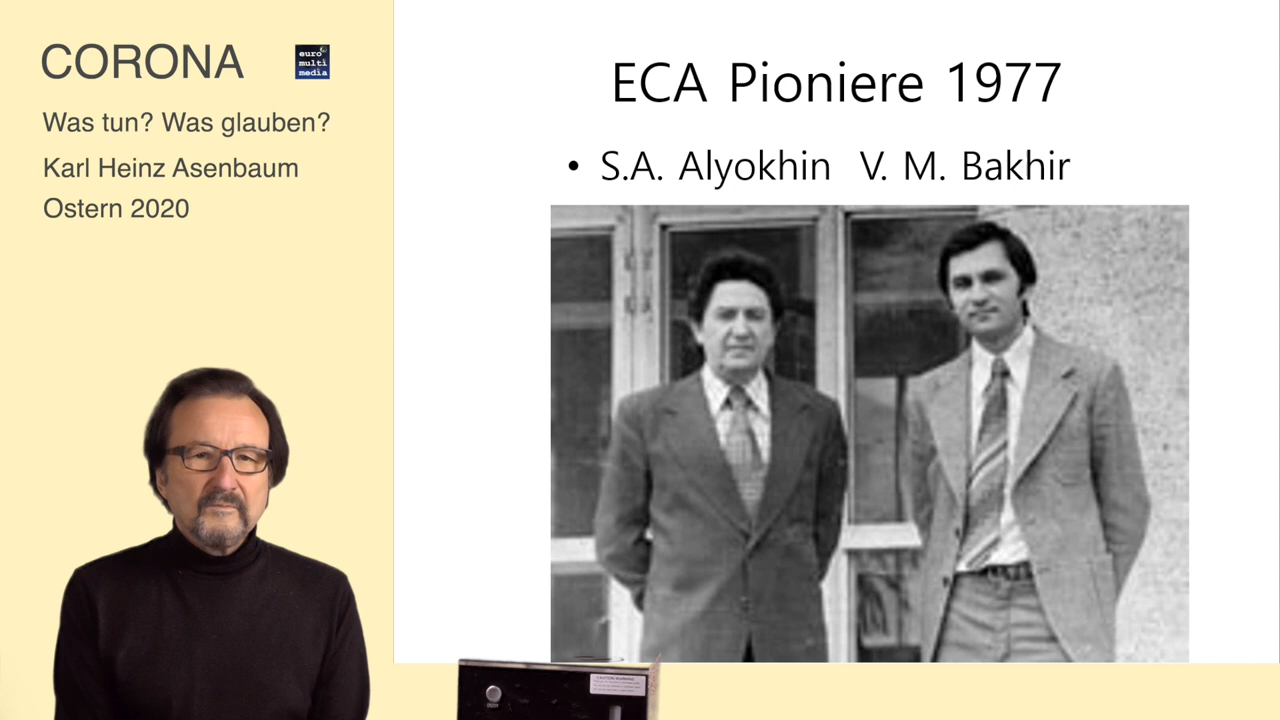 CORONA
euro
multi
media
Was tun? Was glauben?
Karl Heinz Asenbaum
Ostern 2020
ECA Pioniere 1977
• S.A. Alyokhin V. M. Bakhir
CAUTION WARNING